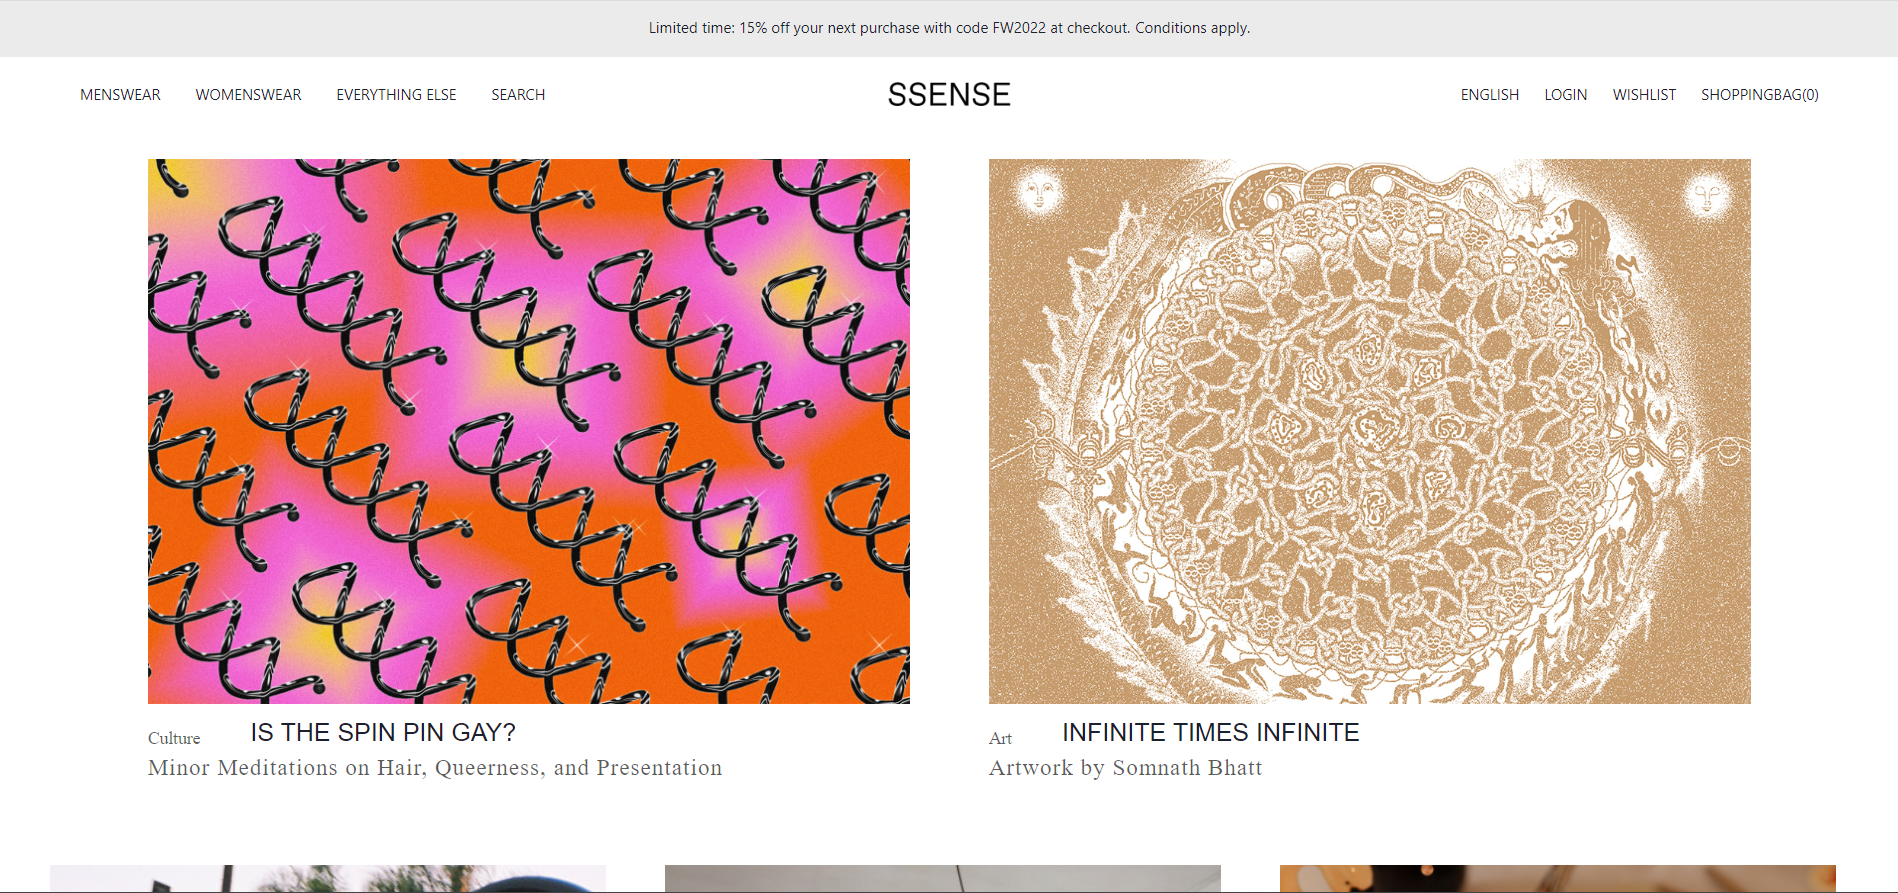 Limited time: 15% off your next purchase with code FW2022 at checkout. Conditions apply.
MENSWEAR WOMENSWEAR EVERYTHING ELSE SEARCH SSENSE ENGLISH LOGIN WISHLIST SHOPPINGBAG(0)
Culture IS THE SPIN PIN GAY?
Minor Meditations on Hair, Queerness, and Presentation
Art INFINITE TIMES INFINITE
Artwork by Somnath Bhatt